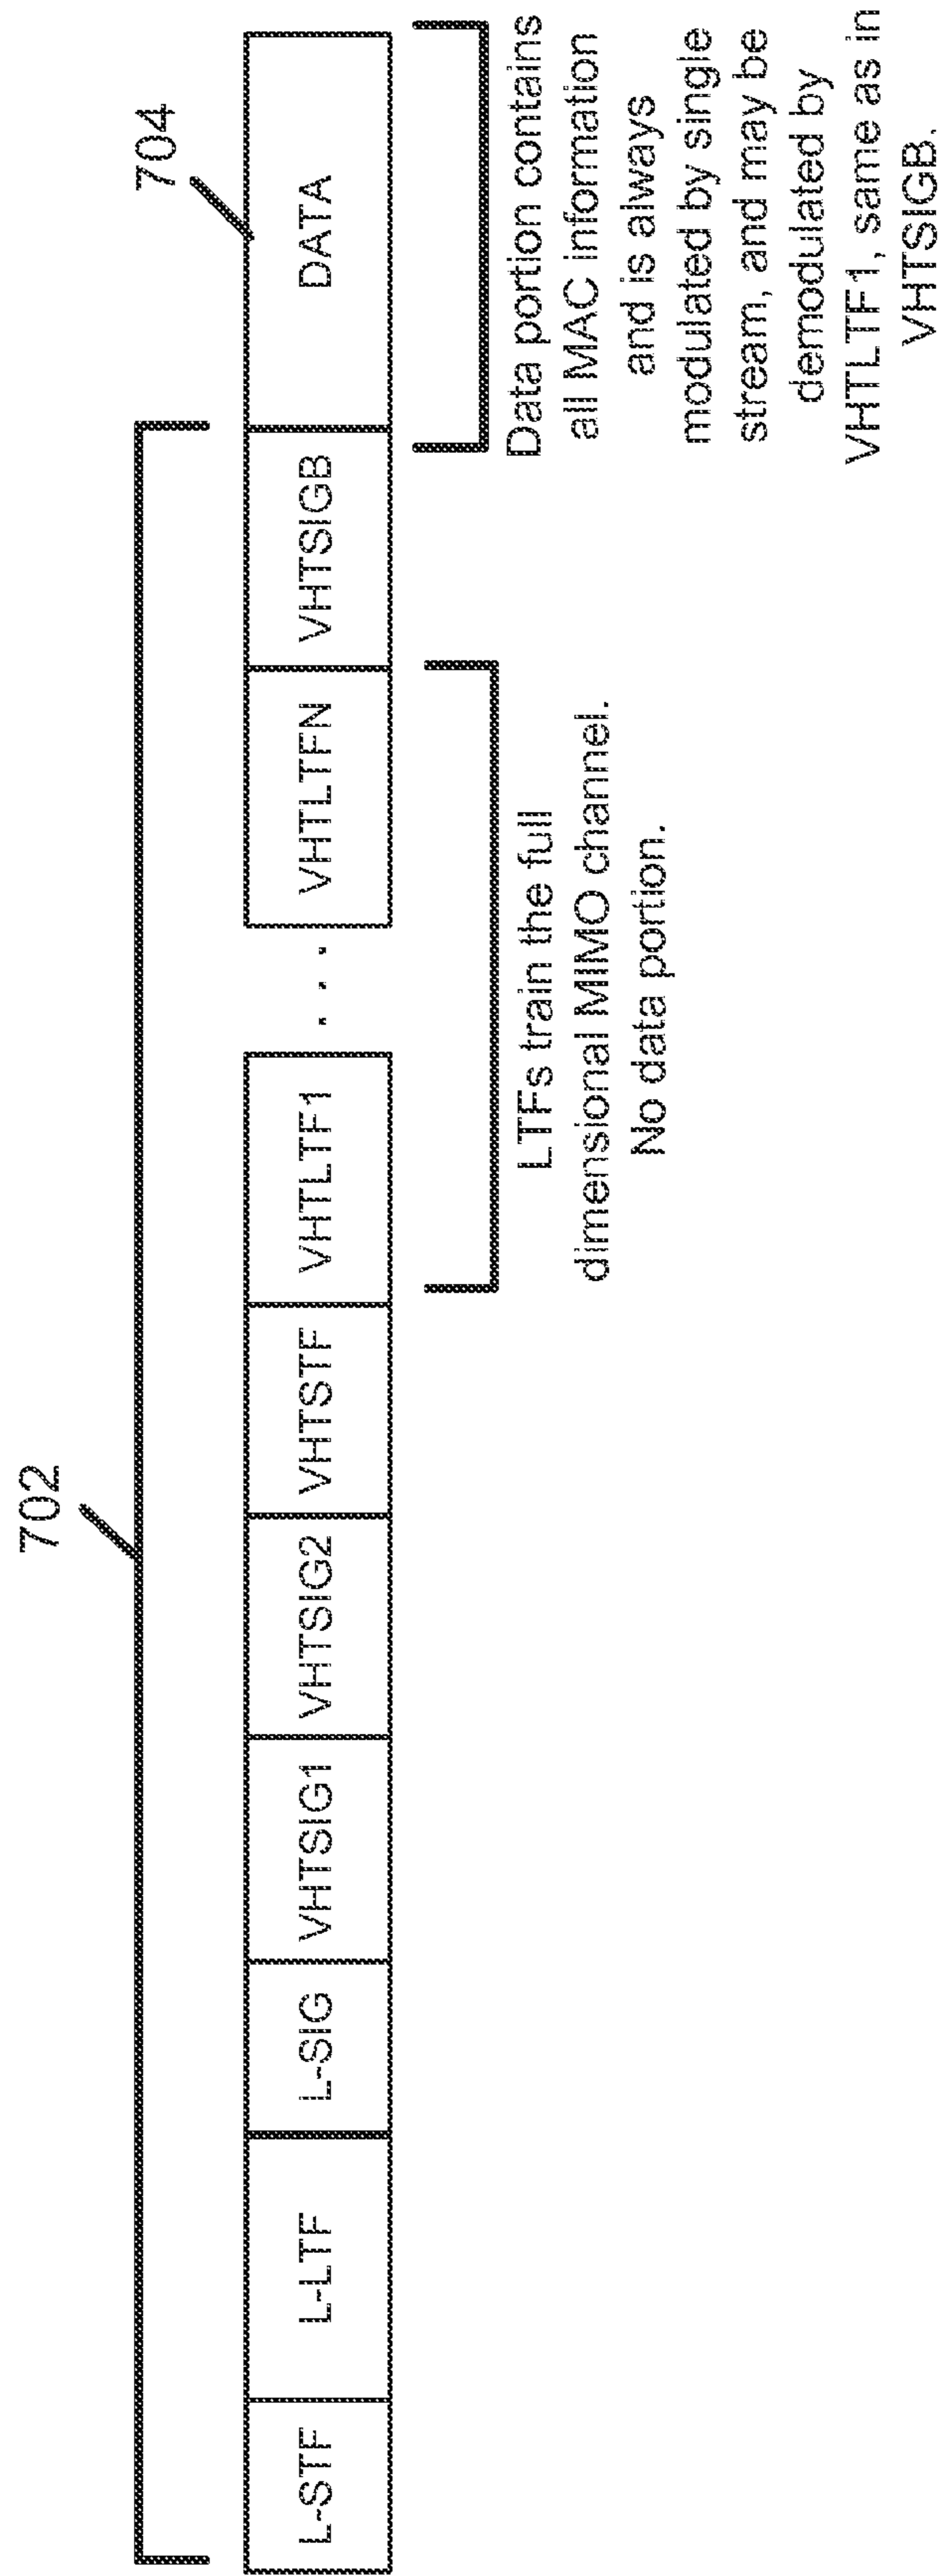 702
704
L-STF
L-LTF
L-SIG
VHTSIG1
VHTSIG2
VHTSTF
VHTLTF1
. . .
VHTLTFN
VHTSIGB
DATA
LTFs train the full
dimensional MIMO channel.
No data portion.
Data portion contains
all MAC information
and is always
modulated by single
stream, and may be
demodulated by
VHTLTF1, same as in
VHTSIGB.